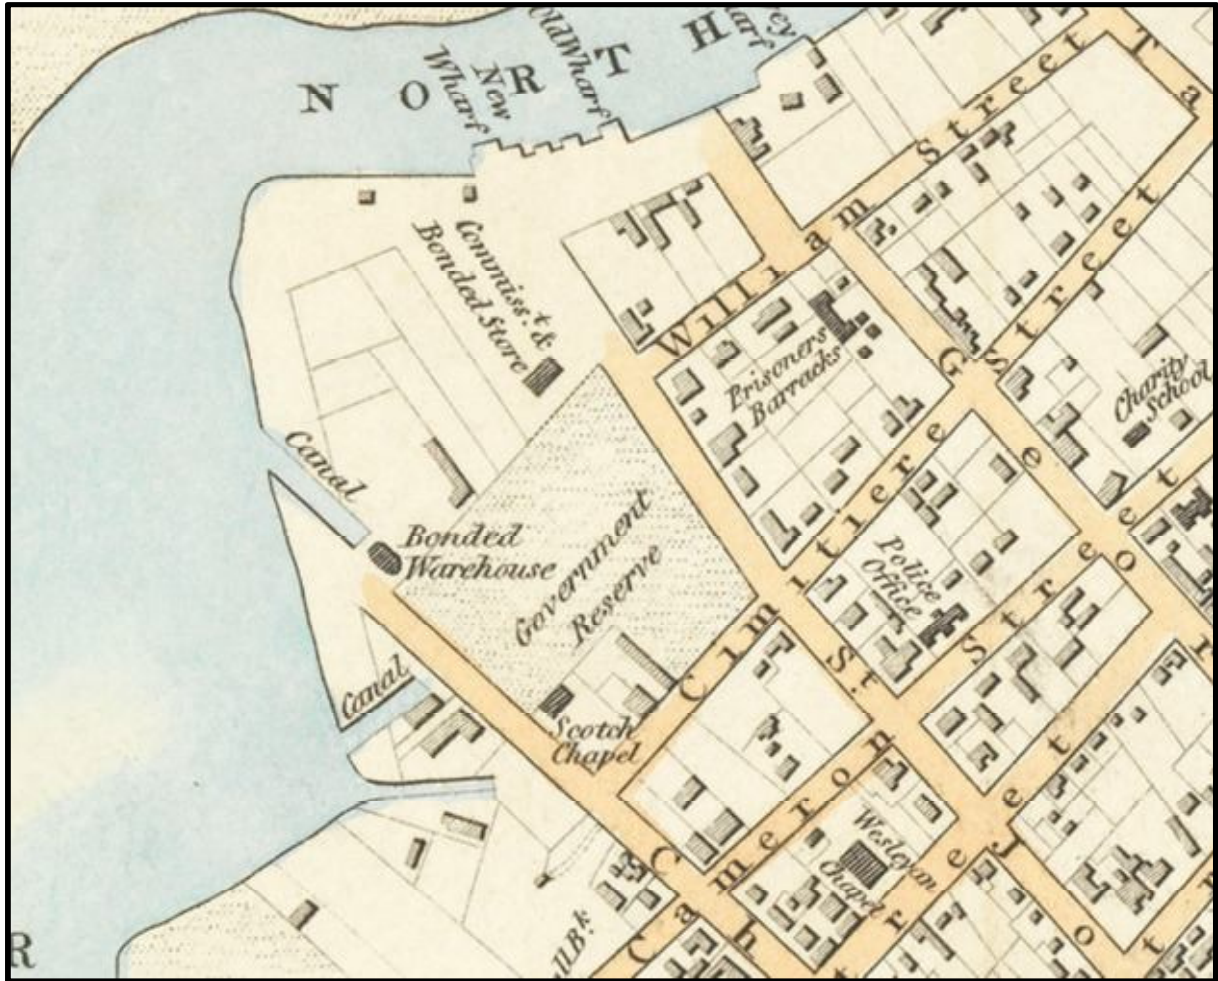 NORTH
Old Wharf
New
Wharf
Wharf
William Street
Commiss.t &
Bonded Store
Prisoners
Barracks
Charity
School
Canal
Bonded
Warehouse
Government
Reserve
Police
Office
Cimitiere Street
George
St.
Canal
Scotch
Chapel
Cameron Street
Wesleyan
Chapel
R